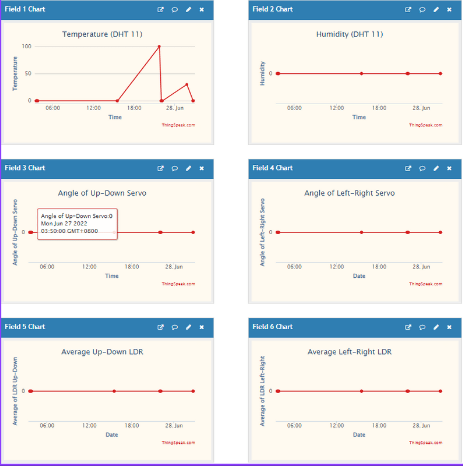 Field 1 Chart
Temperature (DHT 11)
Temperature
100
50
0
06:00 12:00 18:00 28. Jun
Time
ThingSpeak.com
Field 2 Chart
Humidity (DHT 11)
Humidity
0
06:00 12:00 18:00 28. Jun
Time
ThingSpeak.com
Field 3 Chart
Angle of Up-Down Servo
Angle of Up-Down Servo
0
Angle of Up-Down Servo:0
Mon Jun 27 2022
03:50:00 GMT+0600
06:00 12:00 18:00 28. Jun
Time
ThingSpeak.com
Field 4 Chart
Angle of Left-Right Servo
Angle of Left-Right Servo
0
06:00 12:00 18:00 28. Jun
Date
ThingSpeak.com
Field 5 Chart
Average Up-Down LDR
Average of LDR Up-Down
0
06:00 12:00 18:00 28. Jun
Date
ThingSpeak.com
Field 6 Chart
Average Left-Right LDR
Average of LDR Left-Right
0
06:00 12:00 18:00 28. Jun
Date
ThingSpeak.com